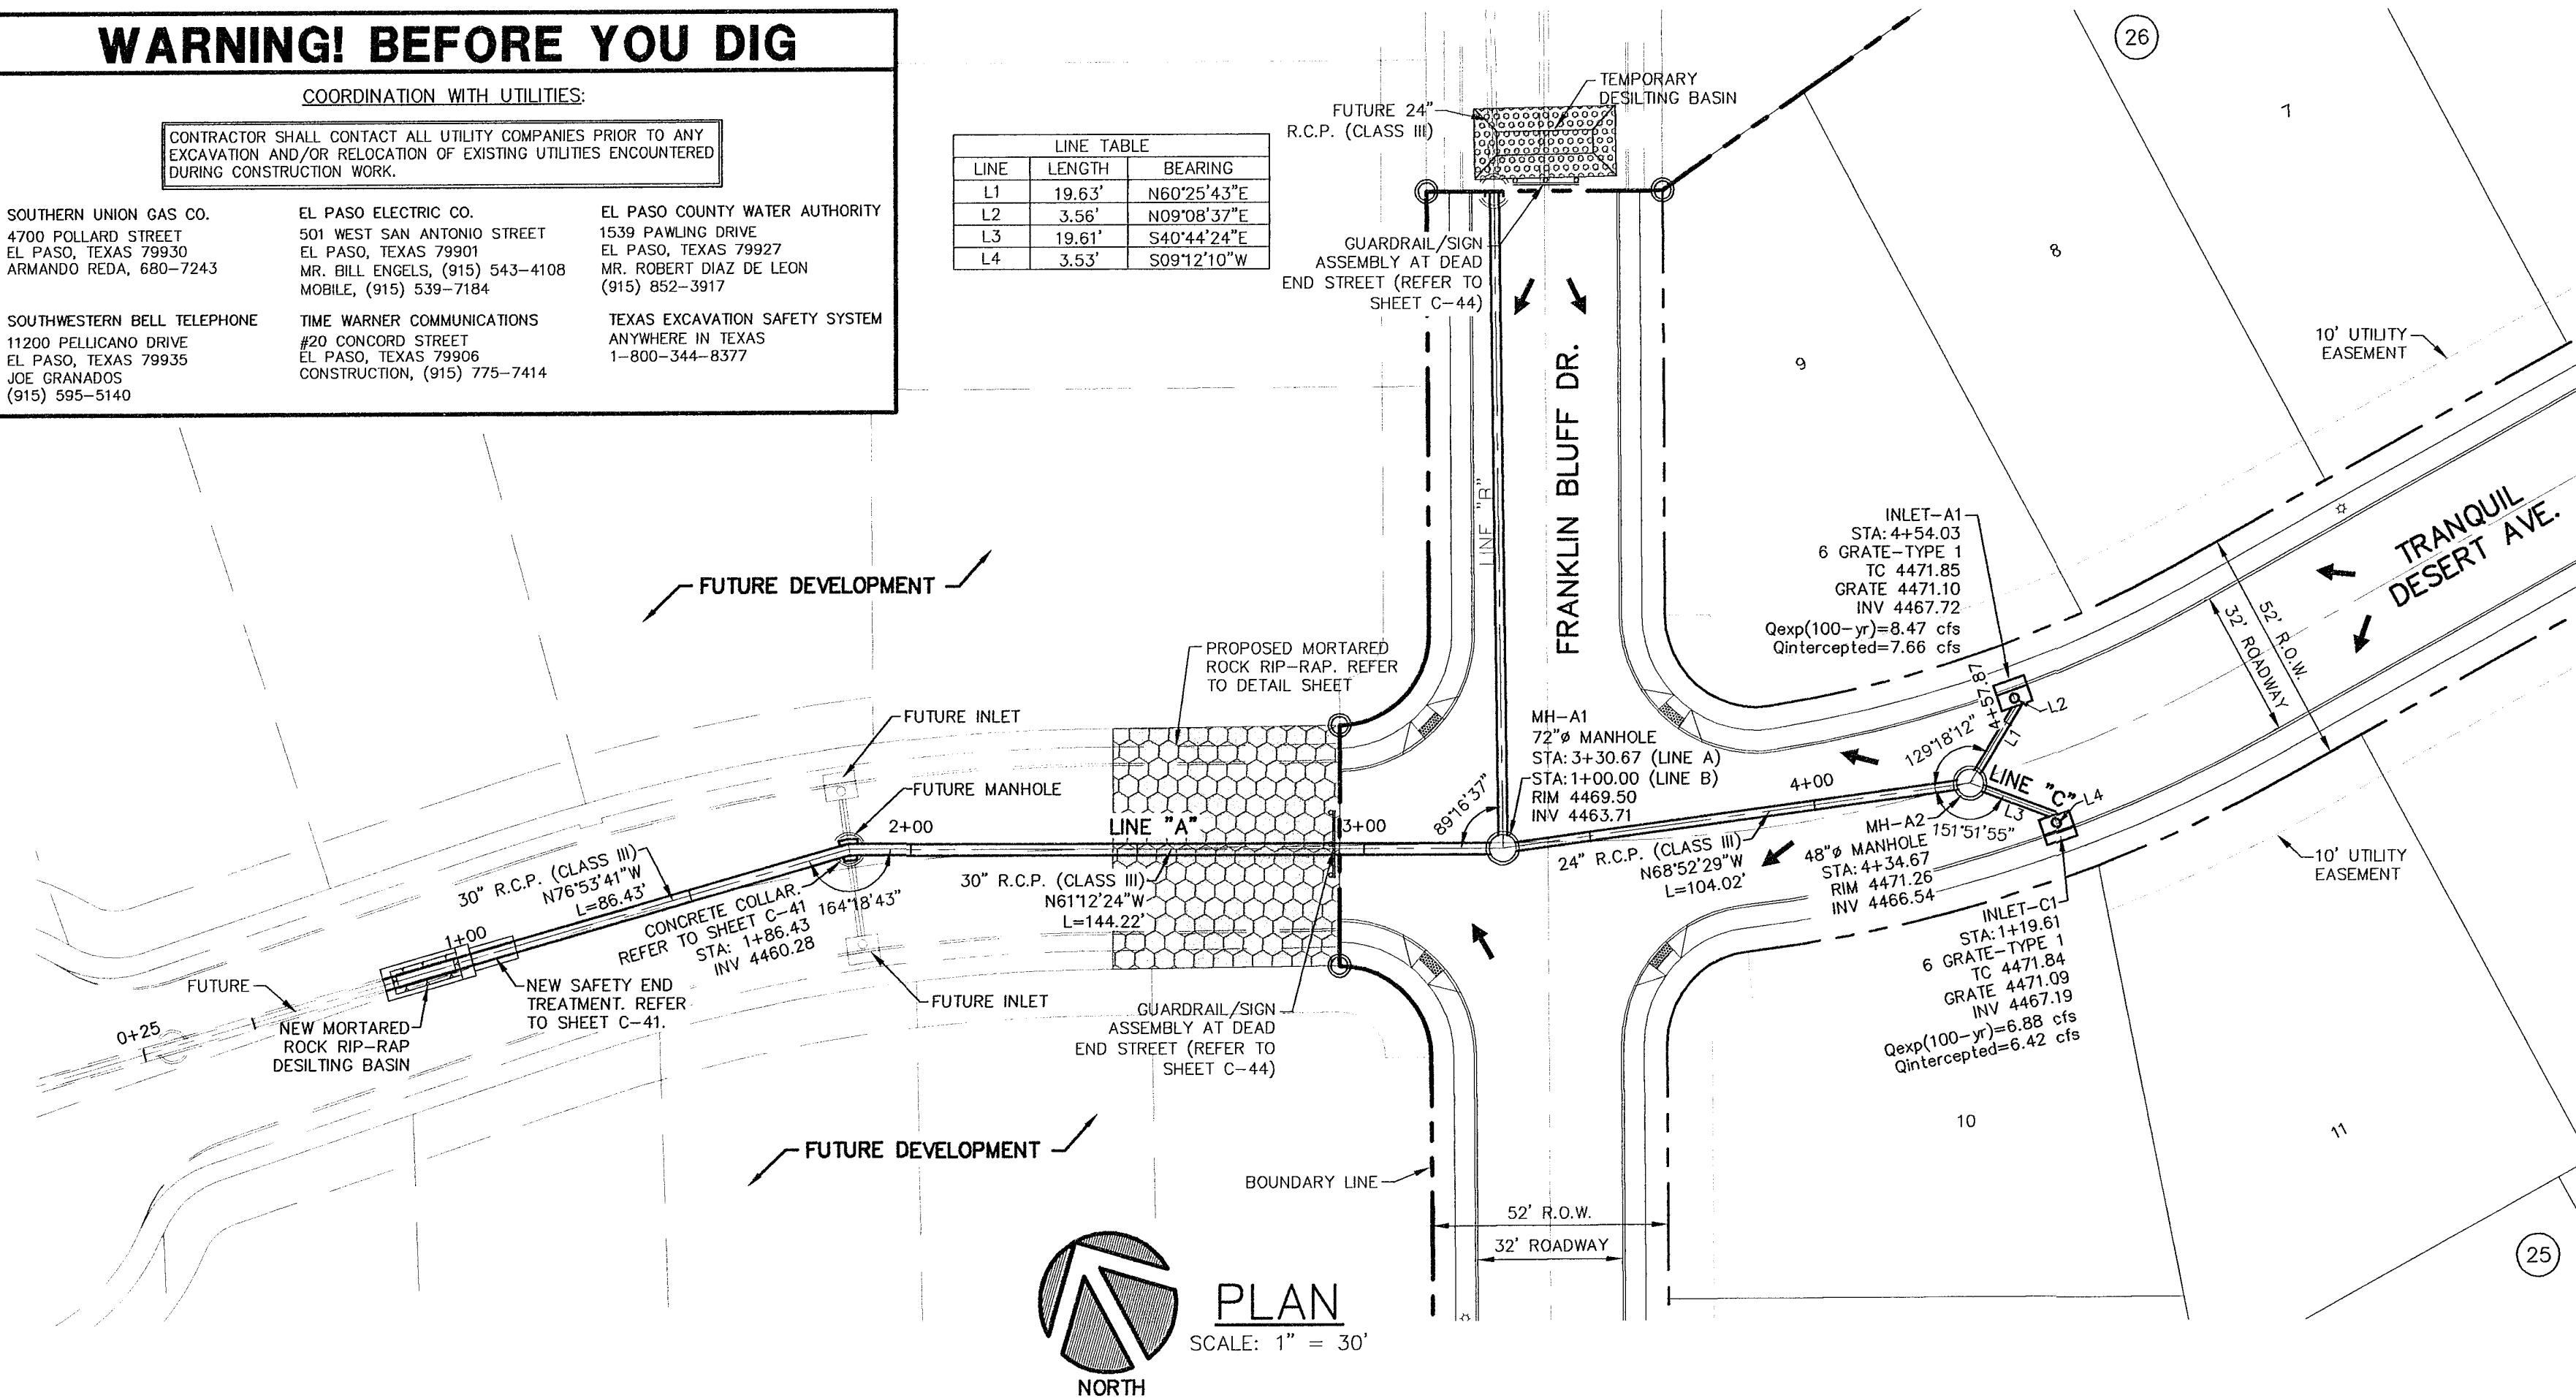 WARNING! BEFORE YOU DIG
COORDINATION WITH UTILITIES:
CONTRACTOR SHALL CONTACT ALL UTILITY COMPANIES PRIOR TO ANY
EXCAVATION AND/OR RELOCATION OF EXISTING UTILITIES ENCOUNTERED
DURING CONSTRUCTION WORK.
SOUTHERN UNION GAS CO.
4700 POLLARD STREET
EL PASO, TEXAS 79930
ARMANDO REDA, 680-7243
EL PASO ELECTRIC CO.
501 WEST SAN ANTONIO STREET
EL PASO, TEXAS 79901
MR. BILL ENGELS, (915) 543-4108
MOBILE, (915) 539-7184
EL PASO COUNTY WATER AUTHORITY
1539 PAWLING DRIVE
EL PASO, TEXAS 79927
MR. ROBERT DIAZ DE LEON
(915) 852-3917
SOUTHWESTERN BELL TELEPHONE
11200 PELLICANO DRIVE
EL PASO, TEXAS 79935
JOE GRANADOS
(915) 595-5140
TIME WARNER COMMUNICATIONS
#20 CONCORD STREET
EL PASO, TEXAS 79906
CONSTRUCTION, (915) 775-7414
TEXAS EXCAVATION SAFETY SYSTEM
ANYWHERE IN TEXAS
1-800-344-8377
LINE TABLE
LINE LENGTH BEARING
L1 19.63' N60°25'43"E
L2 3.56' N09°08'37"E
L3 19.61' S40°44'24"E
L4 3.53' S09°12'10"W
FUTURE 24"
R.C.P. (CLASS III)
TEMPORARY
DESILTING BASIN
GUARDRAIL/SIGN
ASSEMBLY AT DEAD
END STREET (REFER TO
SHEET C-44)
26
7
8
9
10' UTILITY
EASEMENT
FRANKLIN BLUFF DR.
LINE "B"
TRANQUIL
DESERT AVE.
52' R.O.W.
32' ROADWAY
INLET-A1
STA: 4+54.03
6 GRATE-TYPE 1
TC 4471.85
GRATE 4471.10
INV 4467.72
Qexp(100-yr)=8.47 cfs
Qintercepted=7.66 cfs
4+57.87
L2
L1
129°18'12"
LINE "C"
L4
L3
151°51'55"
FUTURE DEVELOPMENT
PROPOSED MORTARED
ROCK RIP-RAP. REFER
TO DETAIL SHEET
FUTURE INLET
FUTURE MANHOLE
MH-A1
72"ø MANHOLE
STA: 3+30.67 (LINE A)
STA: 1+00.00 (LINE B)
RIM 4469.50
INV 4463.71
89°16'37"
4+00
2+00
LINE "A"
3+00
24" R.C.P. (CLASS III)
N68°52'29"W
L=104.02'
MH-A2
48"ø MANHOLE
STA: 4+34.67
RIM 4471.26
INV 4466.54
30" R.C.P. (CLASS III)
N76°53'41"W
L=86.43'
30" R.C.P. (CLASS III)
N61°12'24"W
L=144.22'
CONCRETE COLLAR.
REFER TO SHEET C-41
STA: 1+86.43
INV 4460.28
164°18'43"
1+00
FUTURE
0+25
NEW MORTARED
ROCK RIP-RAP
DESILTING BASIN
NEW SAFETY END
TREATMENT. REFER
TO SHEET C-41.
FUTURE INLET
GUARDRAIL/SIGN
ASSEMBLY AT DEAD
END STREET (REFER TO
SHEET C-44)
INLET-C1
STA: 1+19.61
6 GRATE-TYPE 1
TC 4471.84
GRATE 4471.09
INV 4467.19
Qexp(100-yr)=6.88 cfs
Qintercepted=6.42 cfs
10' UTILITY
EASEMENT
10
11
25
FUTURE DEVELOPMENT
BOUNDARY LINE
52' R.O.W.
32' ROADWAY
PLAN
SCALE: 1" = 30'
NORTH